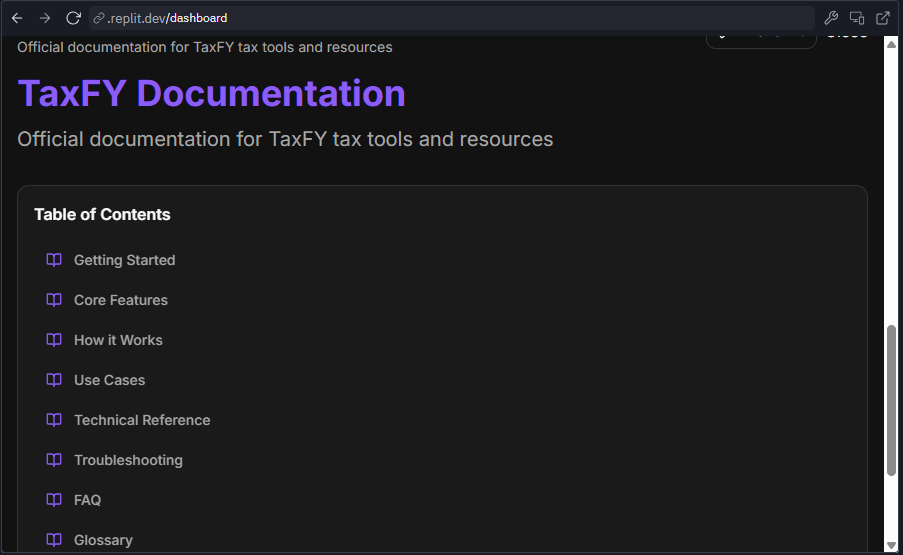 .replit.dev/dashboard
Official documentation for TaxFY tax tools and resources
TaxFY Documentation
Official documentation for TaxFY tax tools and resources
Table of Contents
Getting Started
Core Features
How it Works
Use Cases
Technical Reference
Troubleshooting
FAQ
Glossary